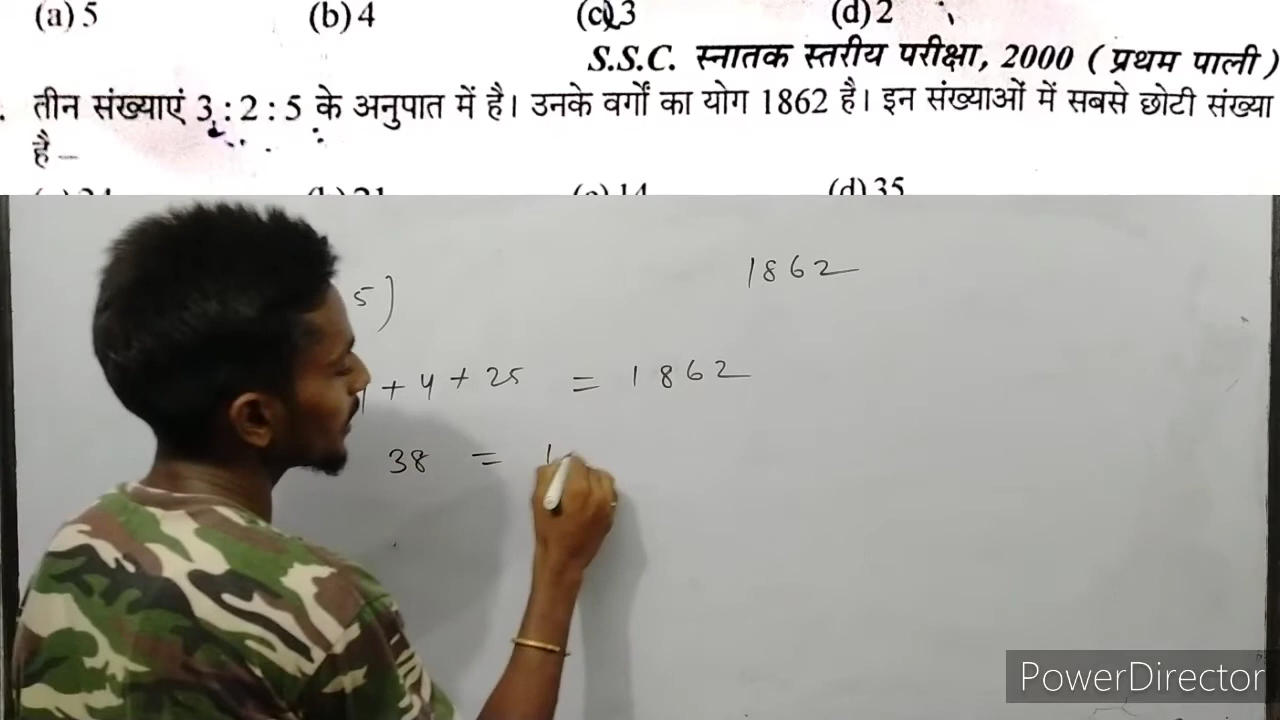 (a) 5 (b) 4 (c) 3 (d) 2
S.S.C. स्नातक स्तरीय परीक्षा, 2000 ( प्रथम पाली )
तीन संख्याएं 3 : 2 : 5 के अनुपात में है। उनके वर्गों का योग 1862 है। इन संख्याओं में सबसे छोटी संख्या
है –
(d) 35
1862
5)
+ 4 + 25 = 1862
38 =
PowerDirector